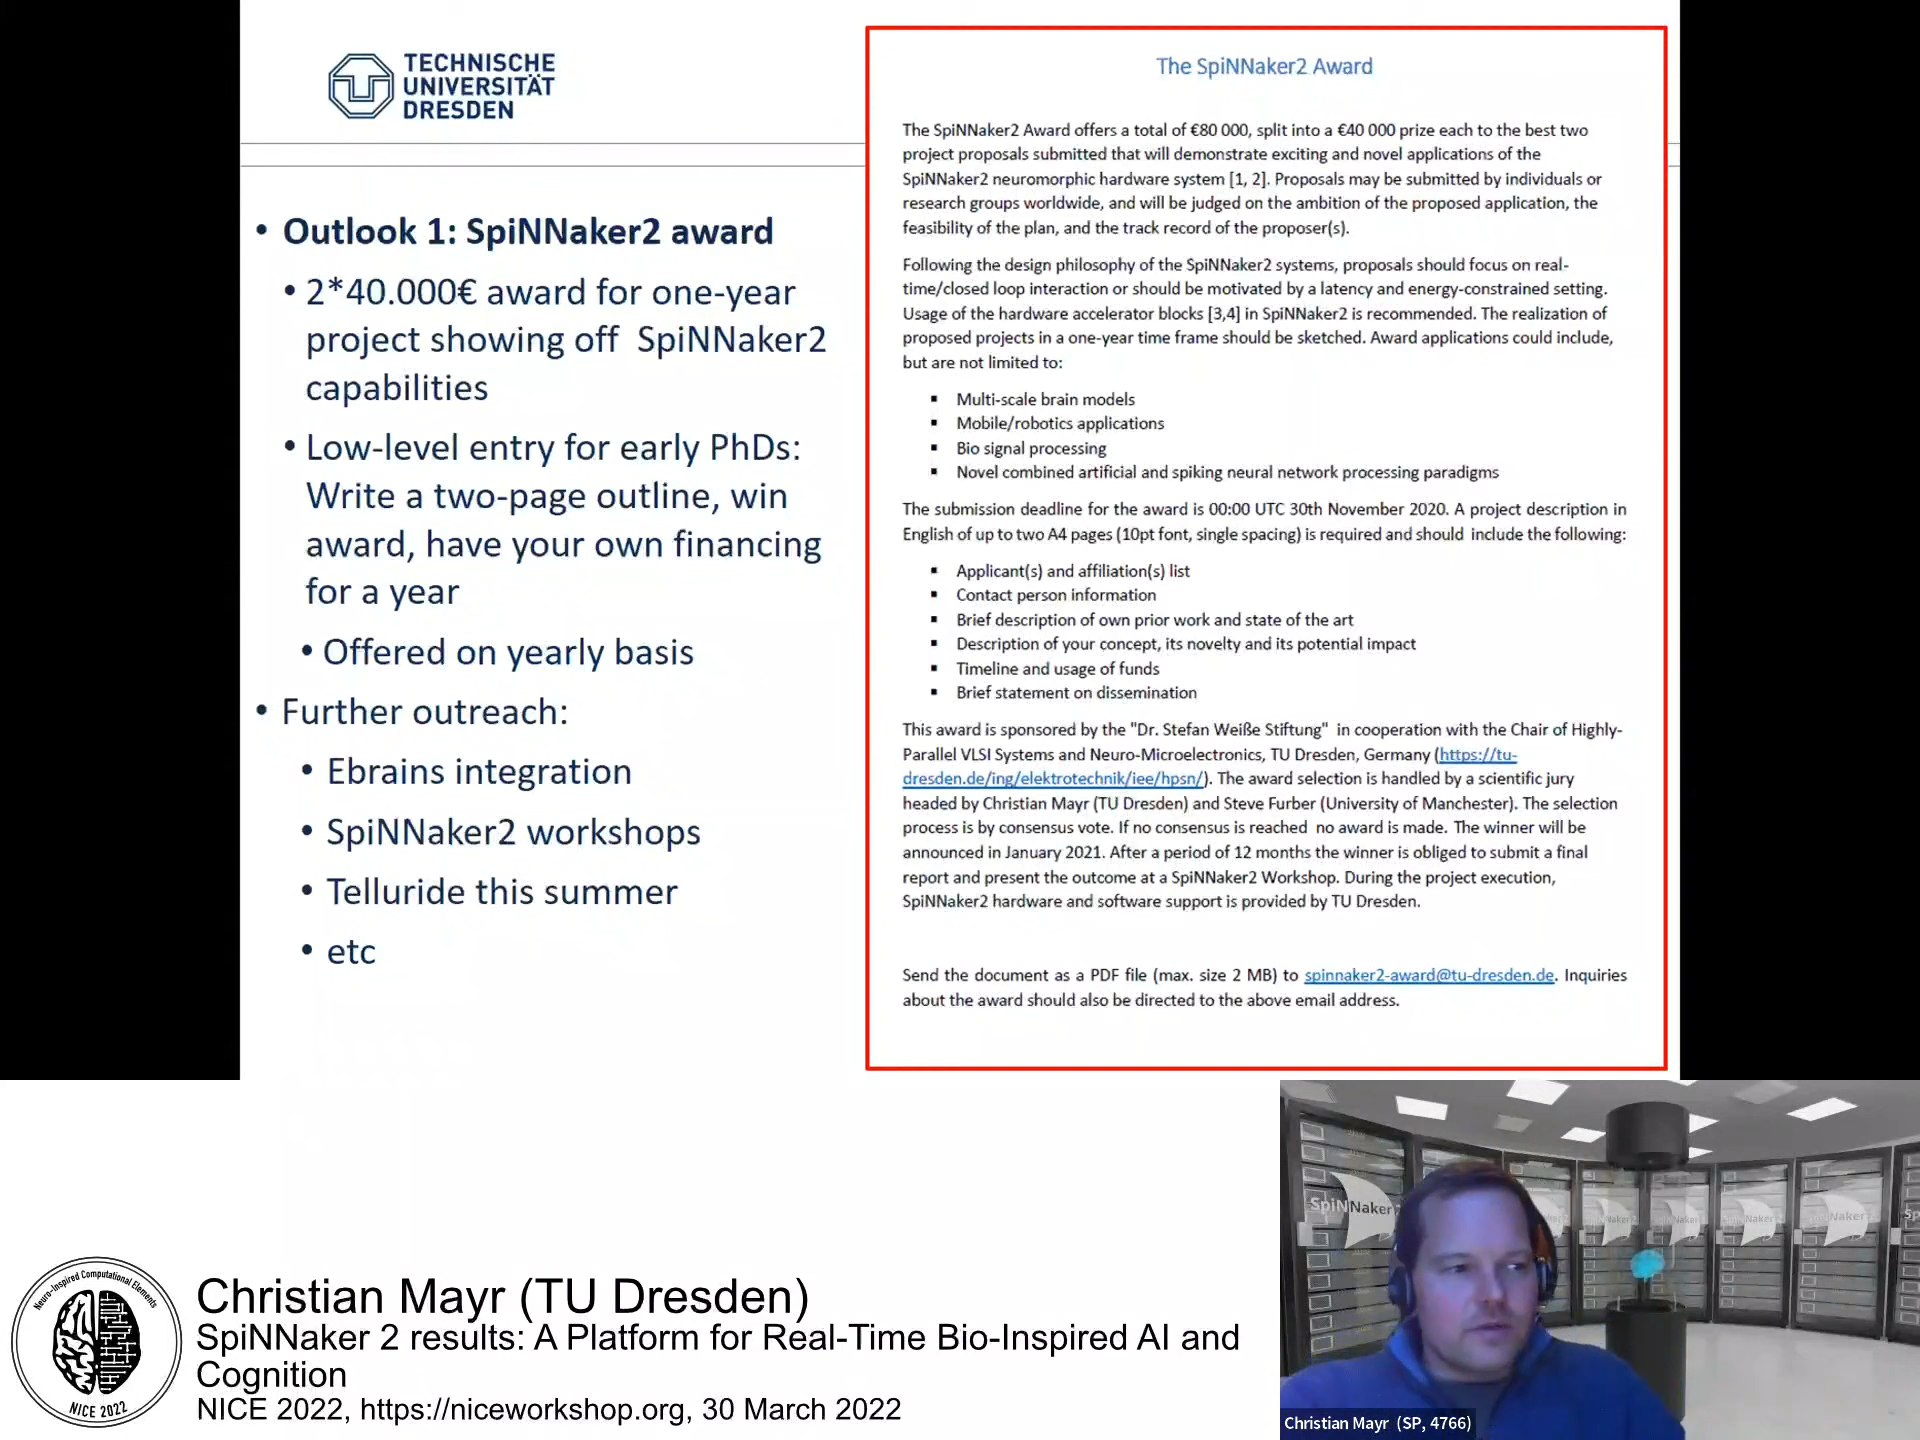 TECHNISCHE
UNIVERSITÄT
DRESDEN
• Outlook 1: SpiNNaker2 award
• 2*40.000€ award for one-year
project showing off SpiNNaker2
capabilities
• Low-level entry for early PhDs:
Write a two-page outline, win
award, have your own financing
for a year
• Offered on yearly basis
• Further outreach:
• Ebrains integration
• SpiNNaker2 workshops
• Telluride this summer
• etc
The SpiNNaker2 Award
The SpiNNaker2 Award offers a total of €80 000, split into a €40 000 prize each to the best two
project proposals submitted that will demonstrate exciting and novel applications of the
SpiNNaker2 neuromorphic hardware system [1, 2]. Proposals may be submitted by individuals or
research groups worldwide, and will be judged on the ambition of the proposed application, the
feasibility of the plan, and the track record of the proposer(s).
Following the design philosophy of the SpiNNaker2 systems, proposals should focus on real-
time/closed loop interaction or should be motivated by a latency and energy-constrained setting.
Usage of the hardware accelerator blocks [3,4] in SpiNNaker2 is recommended. The realization of
proposed projects in a one-year time frame should be sketched. Award applications could include,
but are not limited to:
▪ Multi-scale brain models
▪ Mobile/robotics applications
▪ Bio signal processing
▪ Novel combined artificial and spiking neural network processing paradigms
The submission deadline for the award is 00:00 UTC 30th November 2020. A project description in
English of up to two A4 pages (10pt font, single spacing) is required and should include the following:
▪ Applicant(s) and affiliation(s) list
▪ Contact person information
▪ Brief description of own prior work and state of the art
▪ Description of your concept, its novelty and its potential impact
▪ Timeline and usage of funds
▪ Brief statement on dissemination
This award is sponsored by the "Dr. Stefan Weiße Stiftung" in cooperation with the Chair of Highly-
Parallel VLSI Systems and Neuro-Microelectronics, TU Dresden, Germany (https://tu-
dresden.de/ing/elektrotechnik/iee/hpsn/). The award selection is handled by a scientific jury
headed by Christian Mayr (TU Dresden) and Steve Furber (University of Manchester). The selection
process is by consensus vote. If no consensus is reached no award is made. The winner will be
announced in January 2021. After a period of 12 months the winner is obliged to submit a final
report and present the outcome at a SpiNNaker2 Workshop. During the project execution,
SpiNNaker2 hardware and software support is provided by TU Dresden.
Send the document as a PDF file (max. size 2 MB) to spinnaker2-award@tu-dresden.de. Inquiries
about the award should also be directed to the above email address.
SpiNNaker
Neuro-Inspired Computational Elements
NICE 2022
Christian Mayr (TU Dresden)
SpiNNaker 2 results: A Platform for Real-Time Bio-Inspired AI and
Cognition
NICE 2022, https://niceworkshop.org, 30 March 2022
Christian Mayr (SP, 4766)